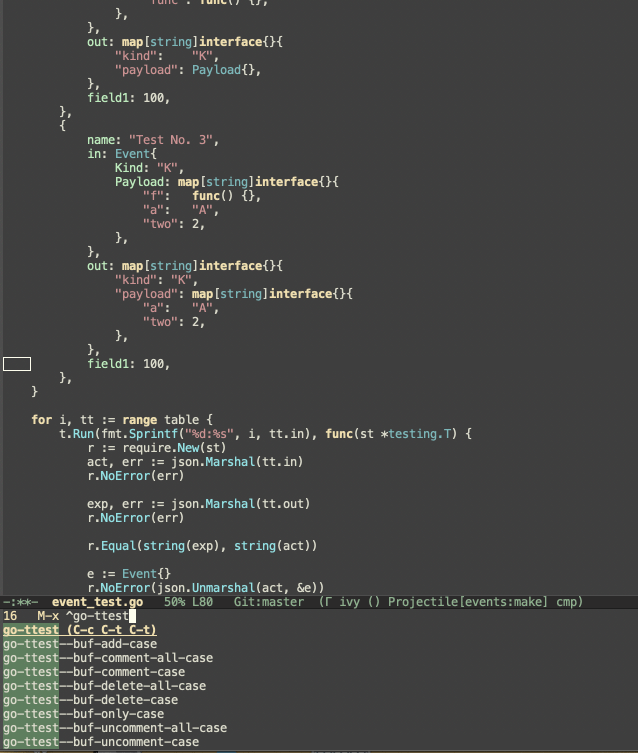 "func": func() {},
},
},
out: map[string]interface{}{
"kind":    "K",
"payload": Payload{},
},
field1: 100,
},
{
name: "Test No. 3",
in: Event{
Kind: "K",
Payload: map[string]interface{}{
"f":   func() {},
"a":   "A",
"two": 2,
},
},
out: map[string]interface{}{
"kind": "K",
"payload": map[string]interface{}{
"a":   "A",
"two": 2,
},
},
field1: 100,
},
}
for i, tt := range table {
t.Run(fmt.Sprintf("%d:%s", i, tt.in), func(st *testing.T) {
r := require.New(st)
act, err := json.Marshal(tt.in)
r.NoError(err)
exp, err := json.Marshal(tt.out)
r.NoError(err)
r.Equal(string(exp), string(act))
e := Event{}
r.NoError(json.Unmarshal(act, &e))
-:**-  event_test.go   50% L80   Git:master  (Γ ivy () Projectile[events:make] cmp)
16   M-x ^go-ttest
go-ttest (C-c C-t C-t)
go-ttest--buf-add-case
go-ttest--buf-comment-all-case
go-ttest--buf-comment-case
go-ttest--buf-delete-all-case
go-ttest--buf-delete-case
go-ttest--buf-only-case
go-ttest--buf-uncomment-all-case
go-ttest--buf-uncomment-case